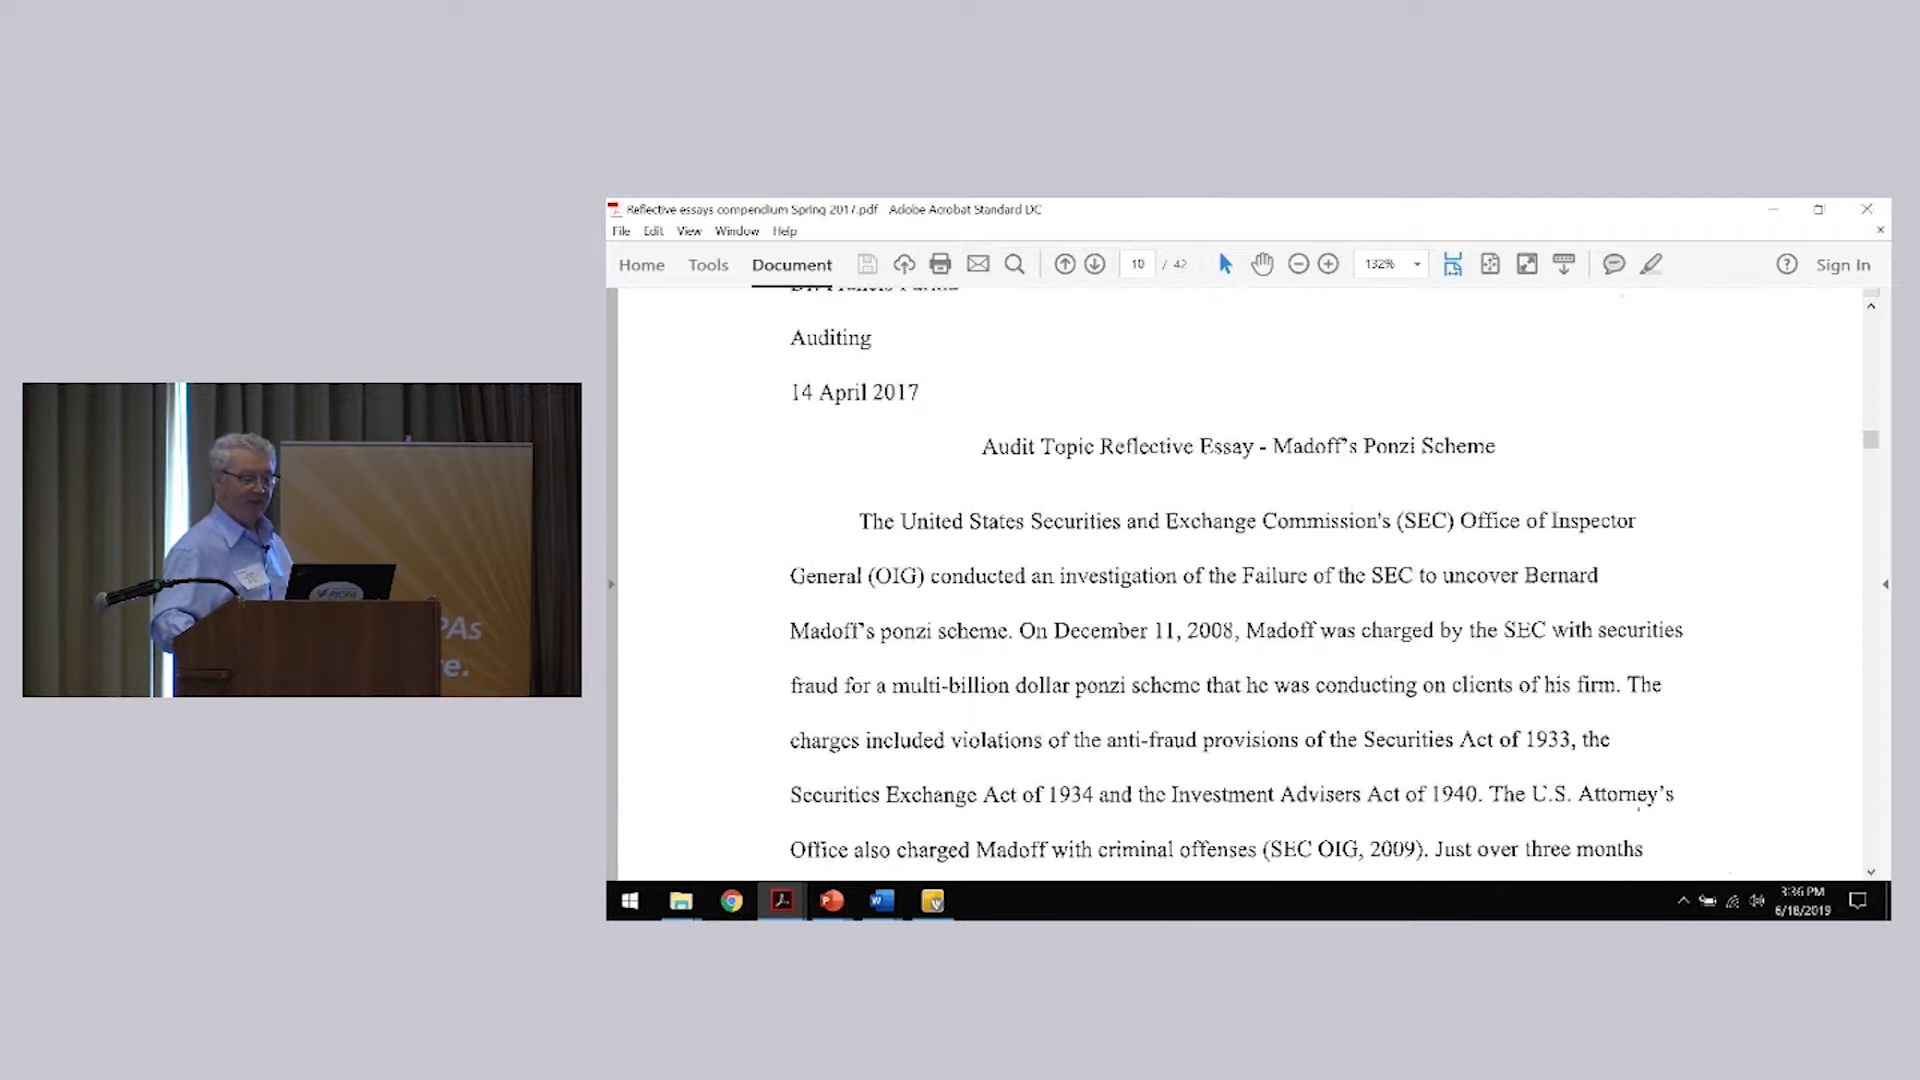 Reflective essays compendium Spring 2017.pdf - Adobe Acrobat Standard DC
File Edit View Window Help
Home Tools Document 10 / 42 132% Sign In
Auditing
14 April 2017
Audit Topic Reflective Essay - Madoff's Ponzi Scheme
The United States Securities and Exchange Commission's (SEC) Office of Inspector
General (OIG) conducted an investigation of the Failure of the SEC to uncover Bernard
Madoff's ponzi scheme. On December 11, 2008, Madoff was charged by the SEC with securities
fraud for a multi-billion dollar ponzi scheme that he was conducting on clients of his firm. The
charges included violations of the anti-fraud provisions of the Securities Act of 1933, the
Securities Exchange Act of 1934 and the Investment Advisers Act of 1940. The U.S. Attorney's
Office also charged Madoff with criminal offenses (SEC OIG, 2009). Just over three months
3:36 PM
6/18/2019
PAs
e.